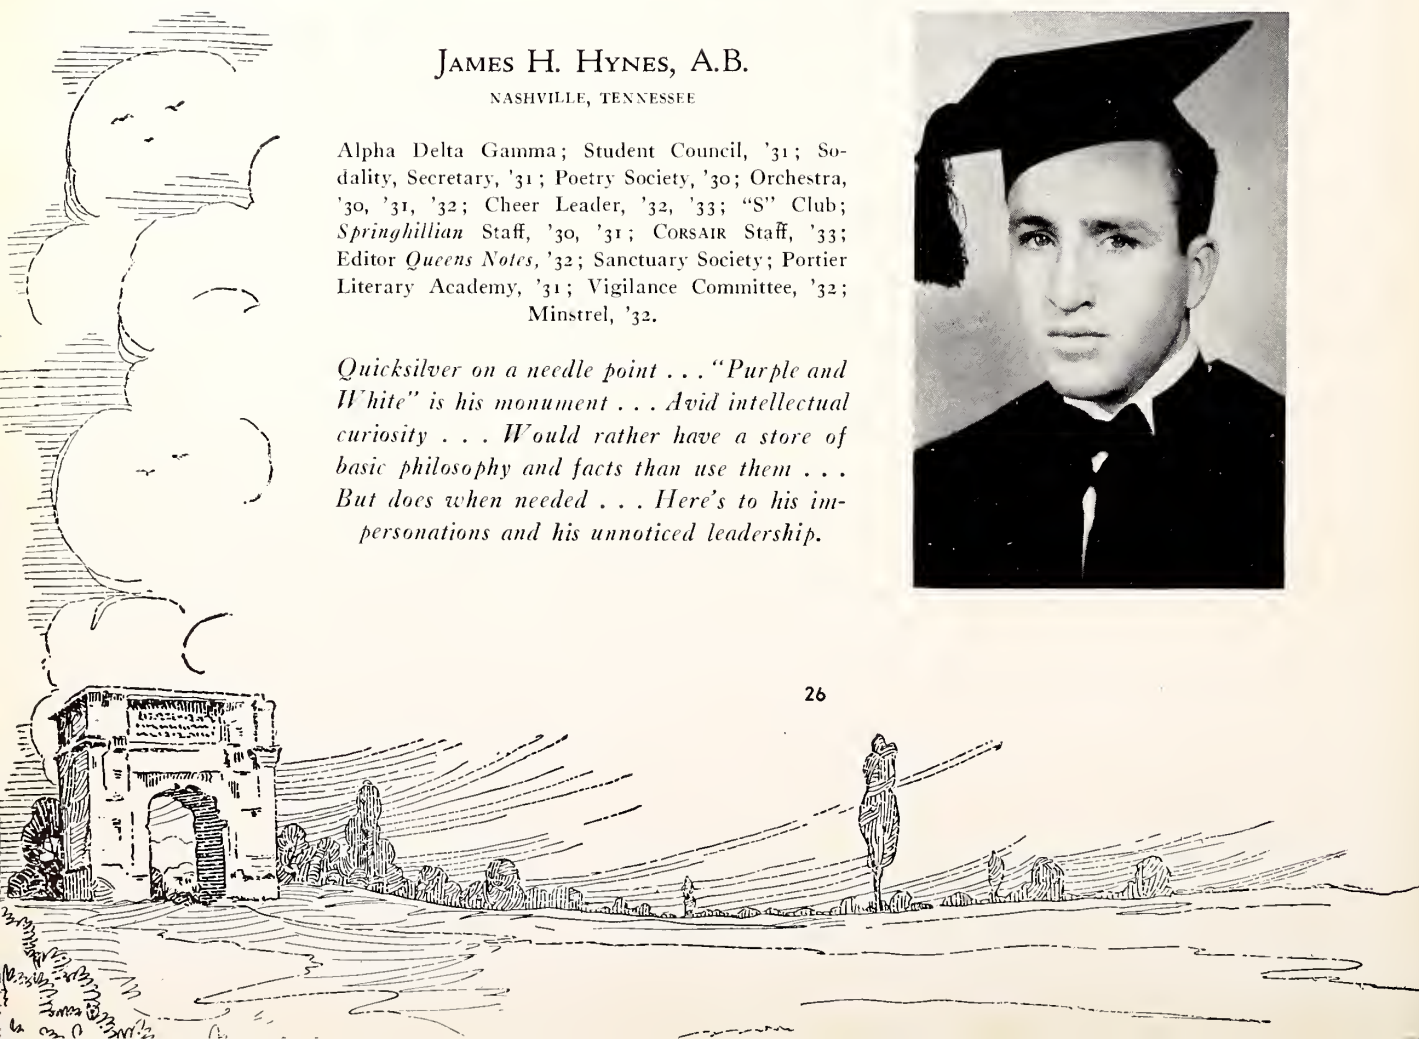 JAMES H. HYNES, A.B.
NASHVILLE, TENNESSEE
Alpha Delta Gamma; Student Council, '31; So-
dality, Secretary, '31; Poetry Society, '30; Orchestra,
'30, '31, '32; Cheer Leader, '32, '33; "S" Club;
Springhillian Staff, '30, '31; CORSAIR Staff, '33;
Editor Queens Notes, '32; Sanctuary Society; Portier
Literary Academy, '31; Vigilance Committee, '32;
Minstrel, '32.
Quicksilver on a needle point . . . "Purple and
White" is his monument . . . Avid intellectual
curiosity . . . Would rather have a store of
basic philosophy and facts than use them . . .
But does when needed . . . Here's to his im-
personations and his unnoticed leadership.
26